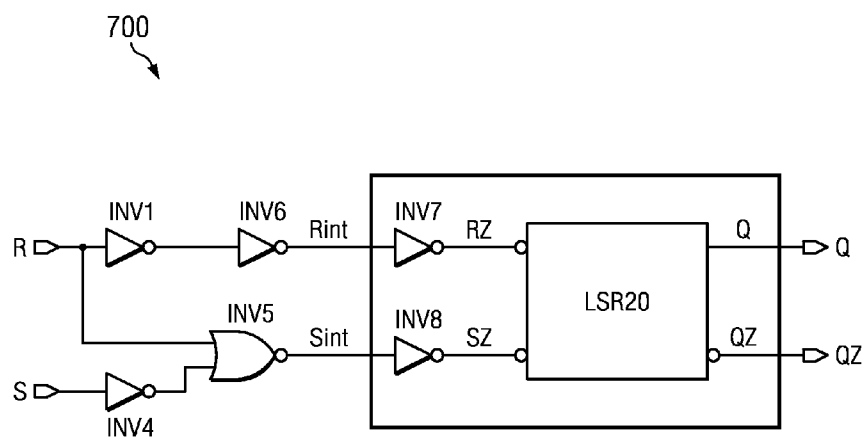 700
INV1
INV6
INV7
R
Rint
RZ
Q
Q
LSR20
INV5
INV8
Sint
SZ
QZ
QZ
S
INV4